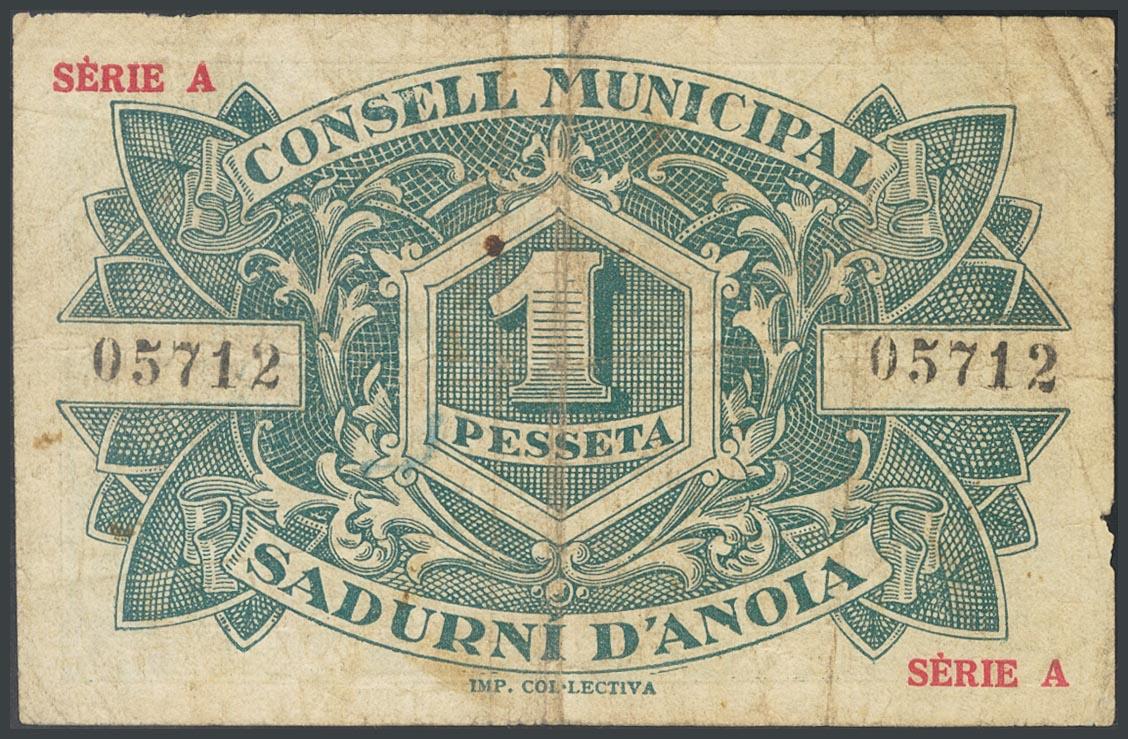 SÈRIE A
CONSELL MUNICIPAL
1
05712
05712
PESSETA
SADURNÍ D'ANOIA
SÈRIE A
IMP. COL·LECTIVA